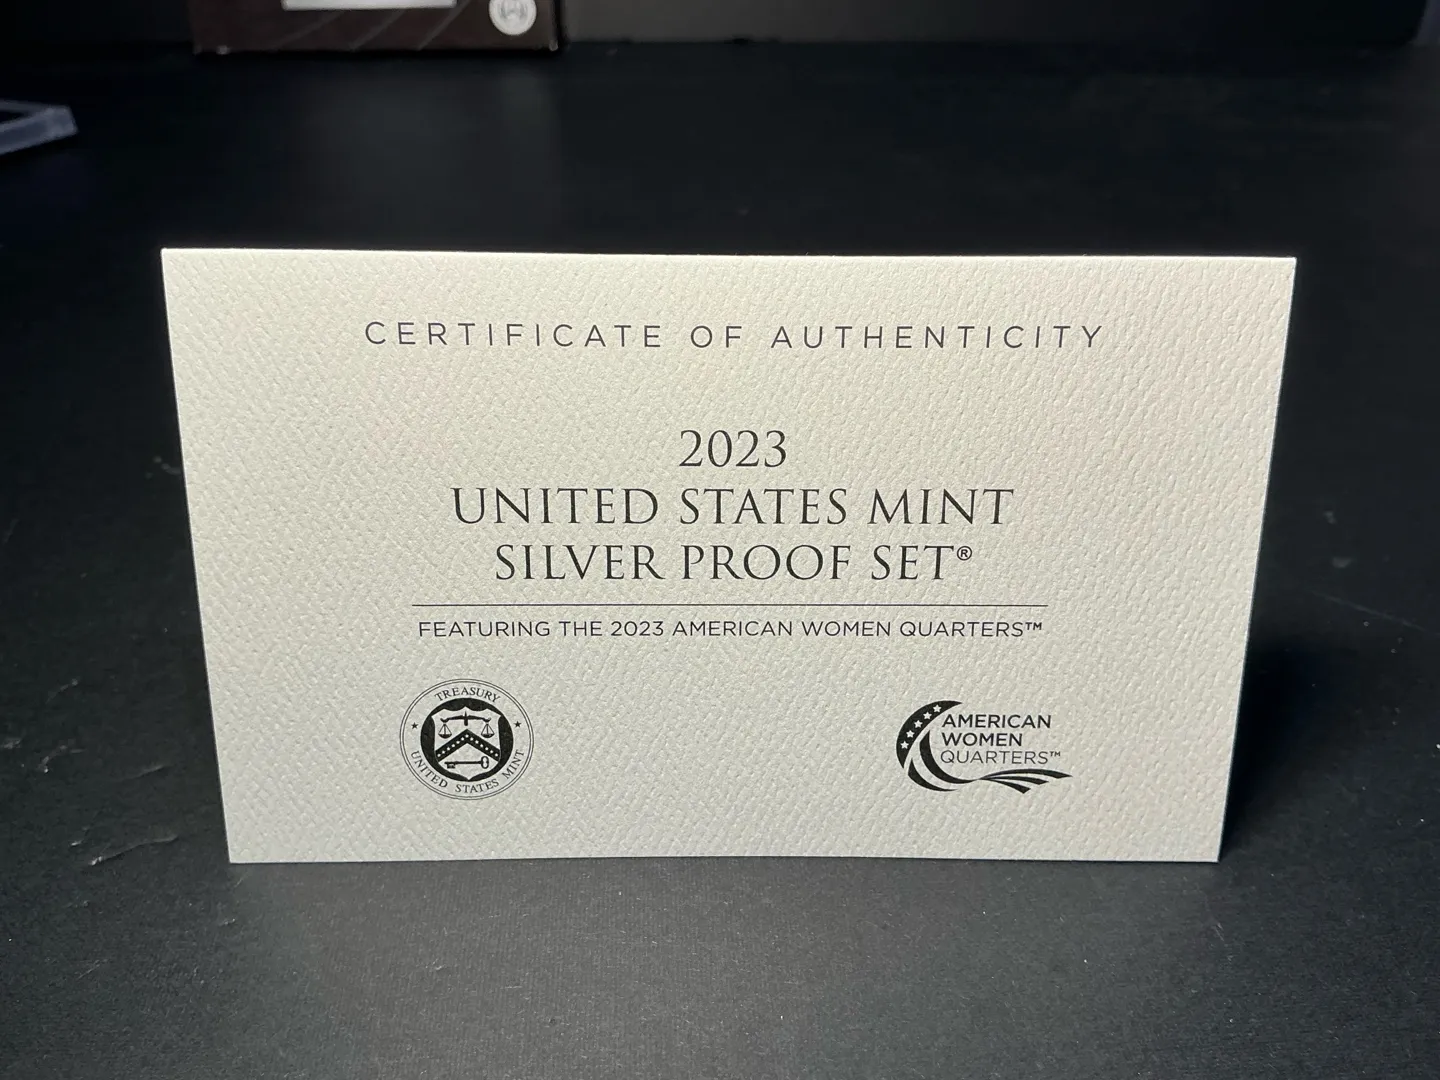 CERTIFICATE OF AUTHENTICITY
2023
UNITED STATES MINT
SILVER PROOF SET®
FEATURING THE 2023 AMERICAN WOMEN QUARTERS™
TREASURY
UNITED STATES MINT
AMERICAN
WOMEN
QUARTERS™